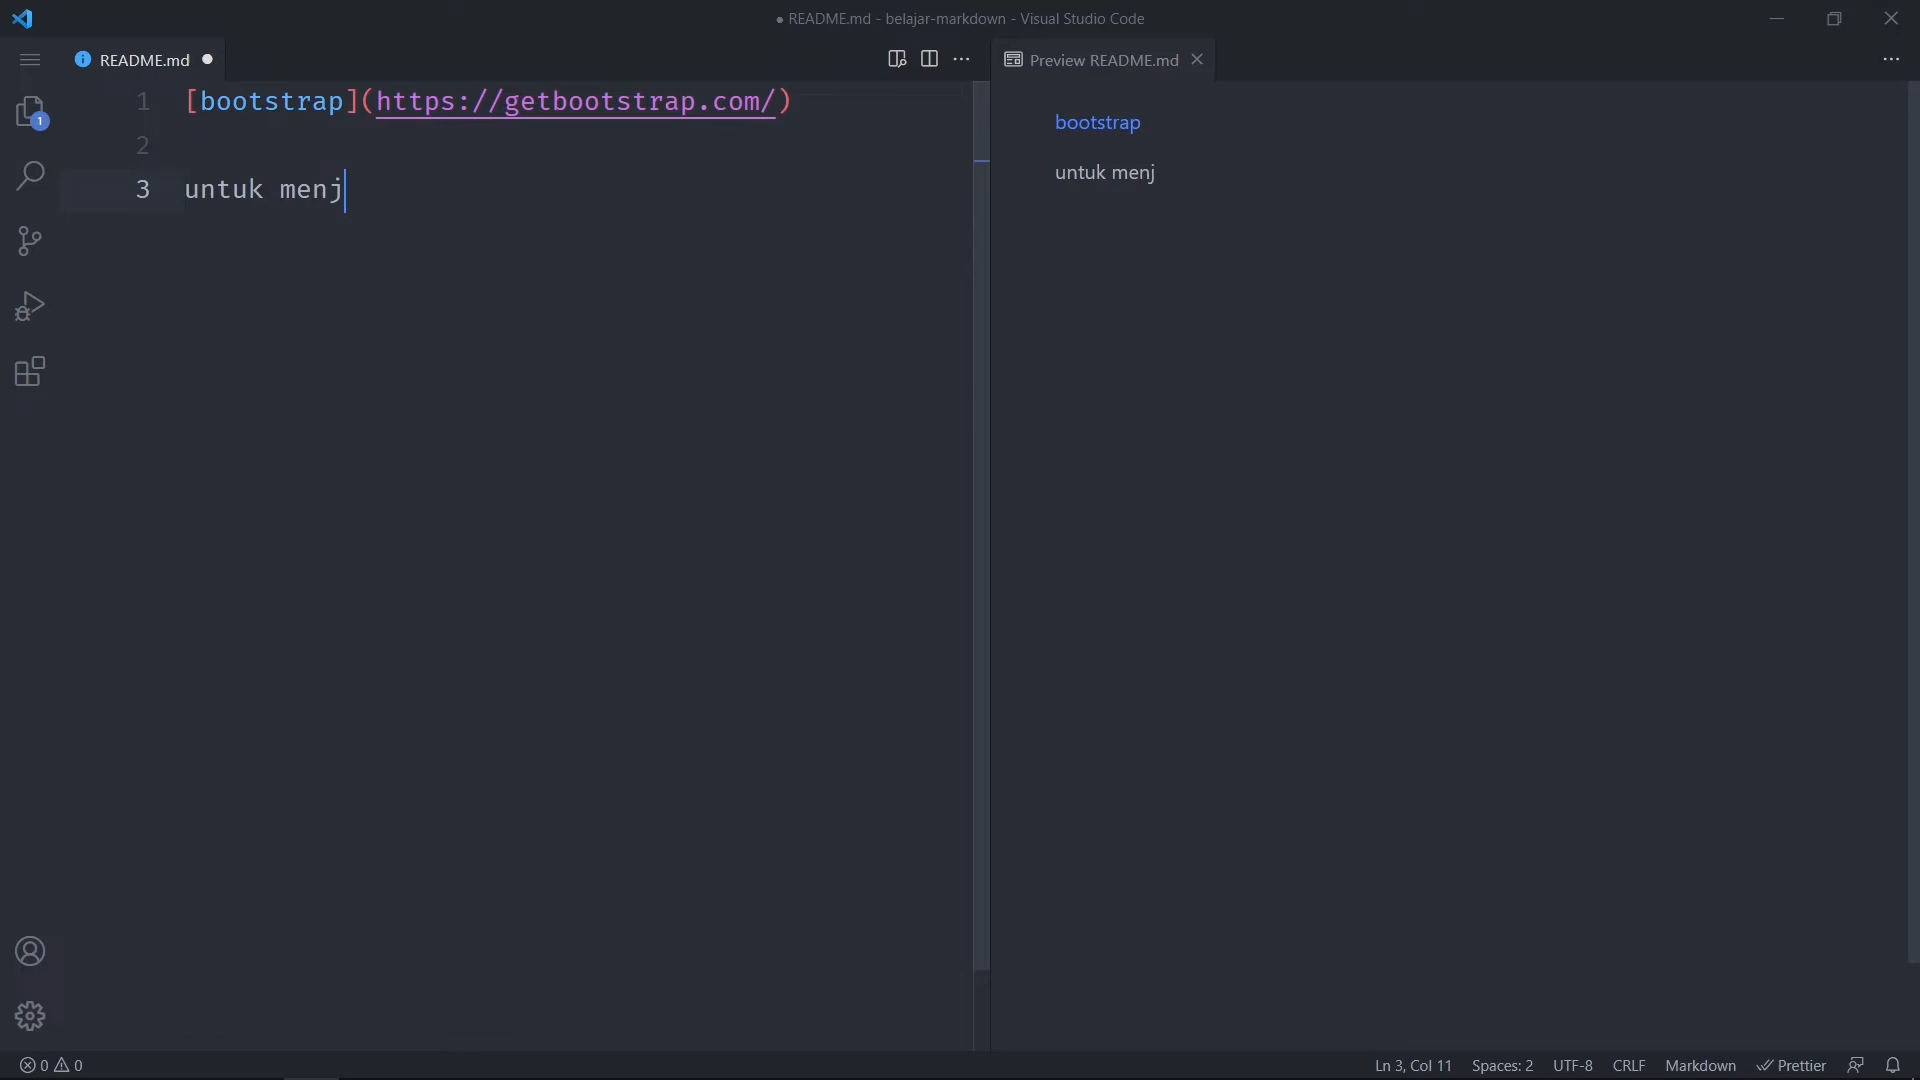 ● README.md - belajar-markdown - Visual Studio Code
README.md ●
Preview README.md
1 [bootstrap](https://getbootstrap.com/)
2
3 untuk menj
bootstrap
untuk menj
1
0 0
Ln 3, Col 11 Spaces: 2 UTF-8 CRLF Markdown Prettier